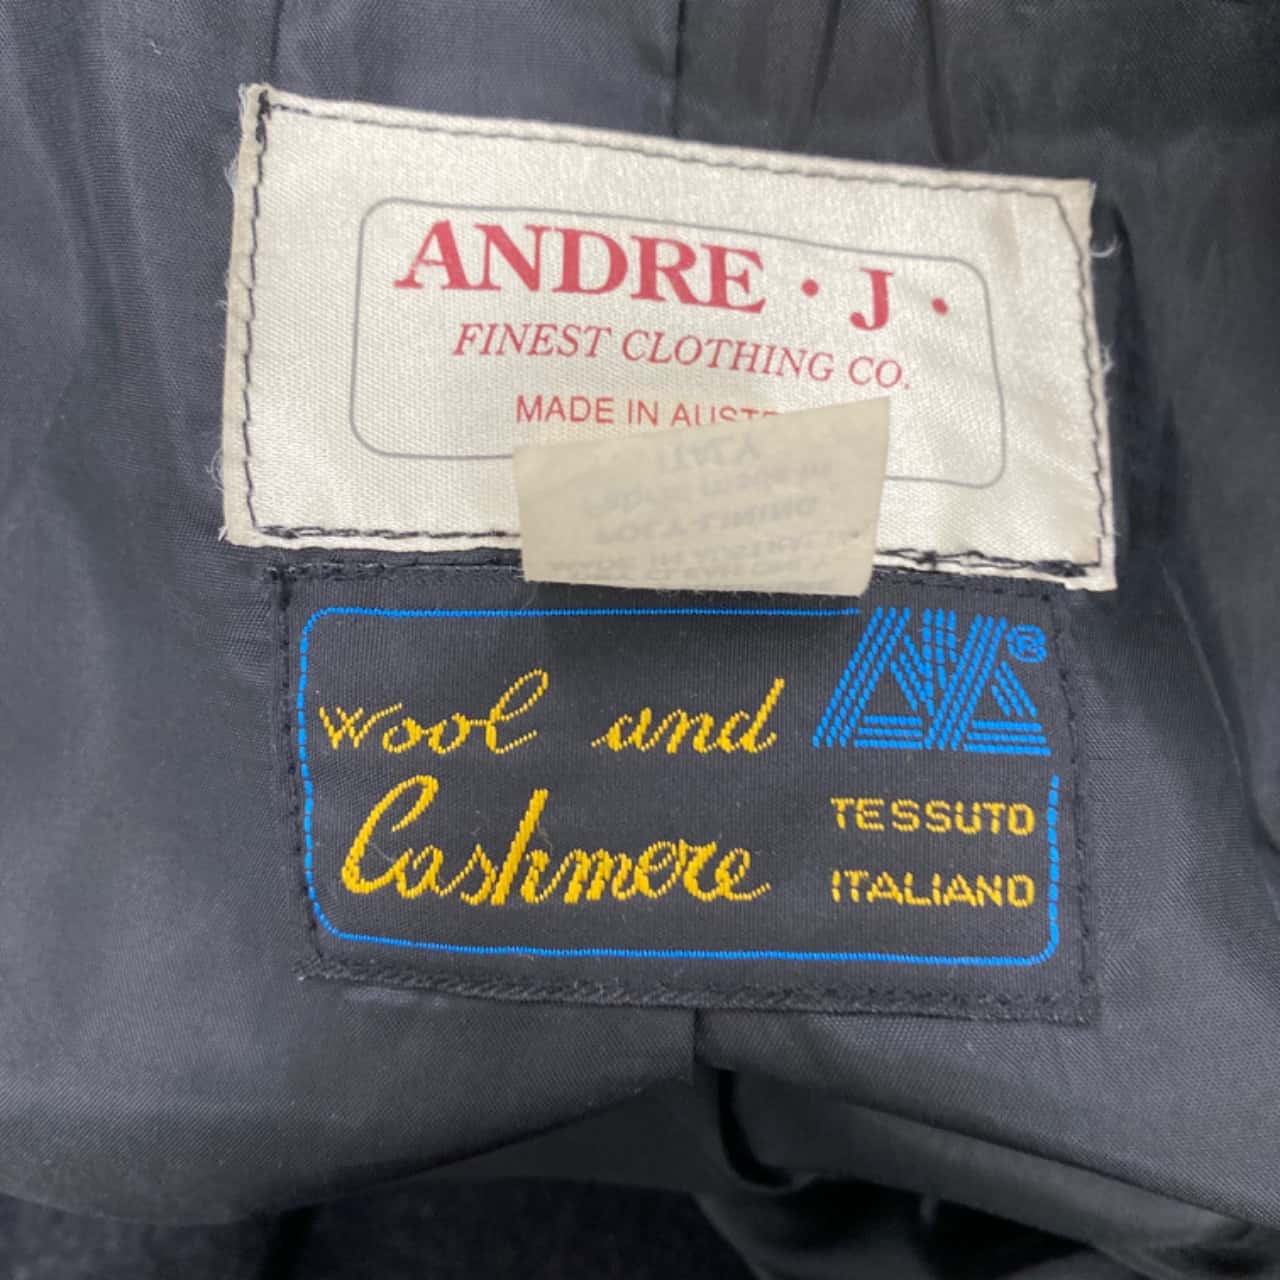 ANDRE · J ·
FINEST CLOTHING CO.
MADE IN AUST
wool and
Cashmere
®
TESSUTO
ITALIANO